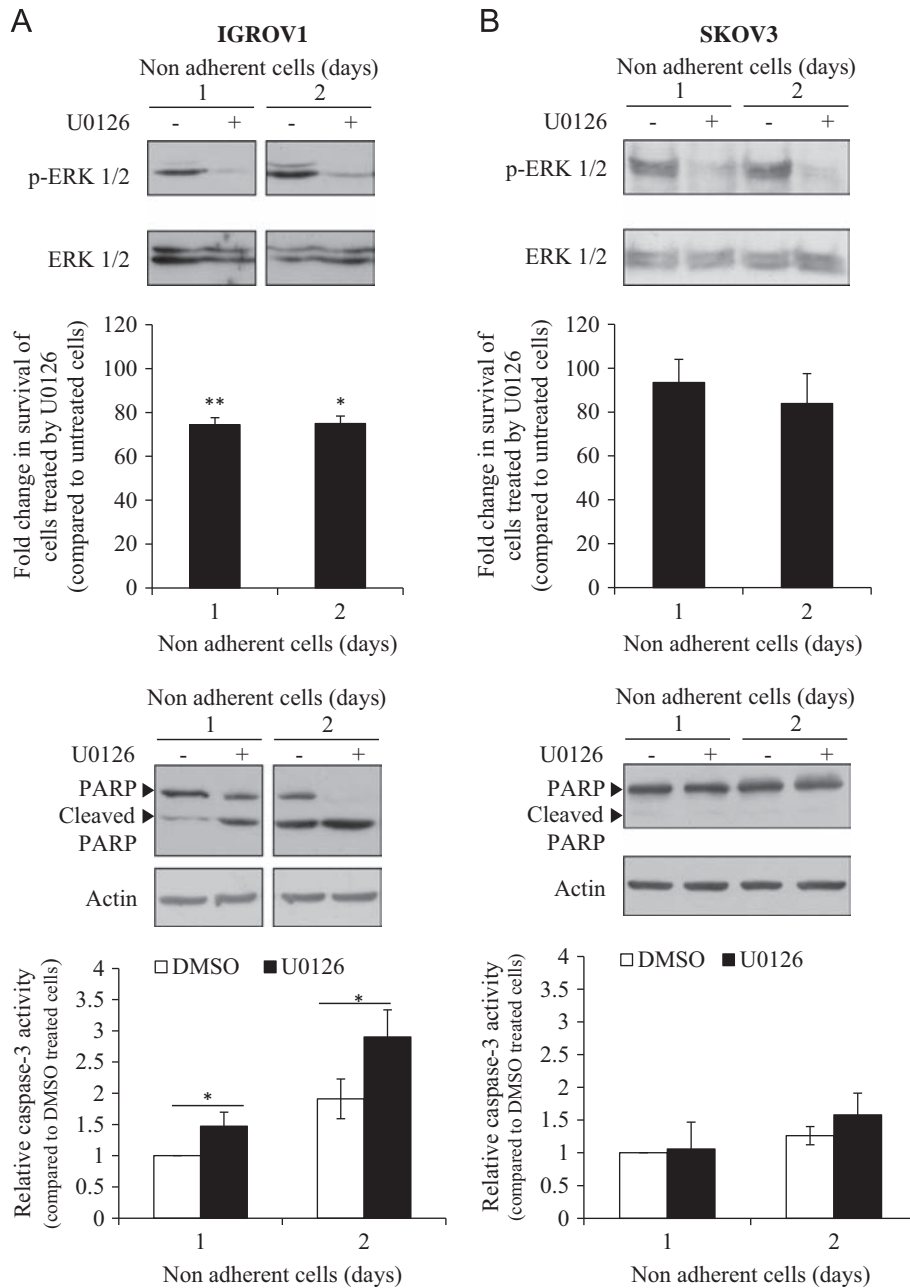 A
IGROV1
Non adherent cells (days)
1 2
U0126 - + - +
p-ERK 1/2
ERK 1/2
Fold change in survival of
cells treated by U0126
(compared to untreated cells)
120
100
80
60
40
20
0
** *
1 2
Non adherent cells (days)
Non adherent cells (days)
1 2
U0126 - + - +
PARP
Cleaved
PARP
Actin
Relative caspase-3 activity
(compared to DMSO treated cells)
DMSO U0126
4
3.5
3
2.5
2
1.5
1
0.5
0
* *
1 2
Non adherent cells (days)
B
SKOV3
Non adherent cells (days)
1 2
U0126 - + - +
p-ERK 1/2
ERK 1/2
Fold change in survival of
cells treated by U0126
(compared to untreated cells)
120
100
80
60
40
20
0
1 2
Non adherent cells (days)
Non adherent cells (days)
1 2
U0126 - + - +
PARP
Cleaved
PARP
Actin
Relative caspase-3 activity
(compared to DMSO treated cells)
DMSO U0126
4
3.5
3
2.5
2
1.5
1
0.5
0
1 2
Non adherent cells (days)